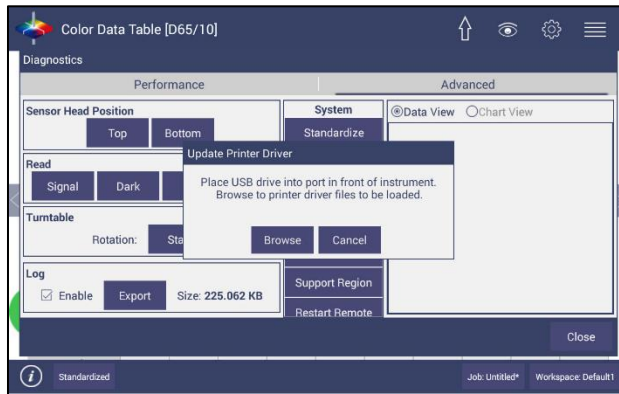 Color Data Table [D65/10]
Diagnostics
Performance
Advanced
Sensor Head Position
Top
Bottom
System
Standardize
Data View
Chart View
Update Printer Driver
Place USB drive into port in front of instrument.
Browse to printer driver files to be loaded.
Browse
Cancel
Read
Signal
Dark
Turntable
Rotation:
Log
Enable
Export
Size: 225.062 KB
Support Region
Restart Remote
Close
i
Standardized
Job: Untitled*
Workspace: Default1